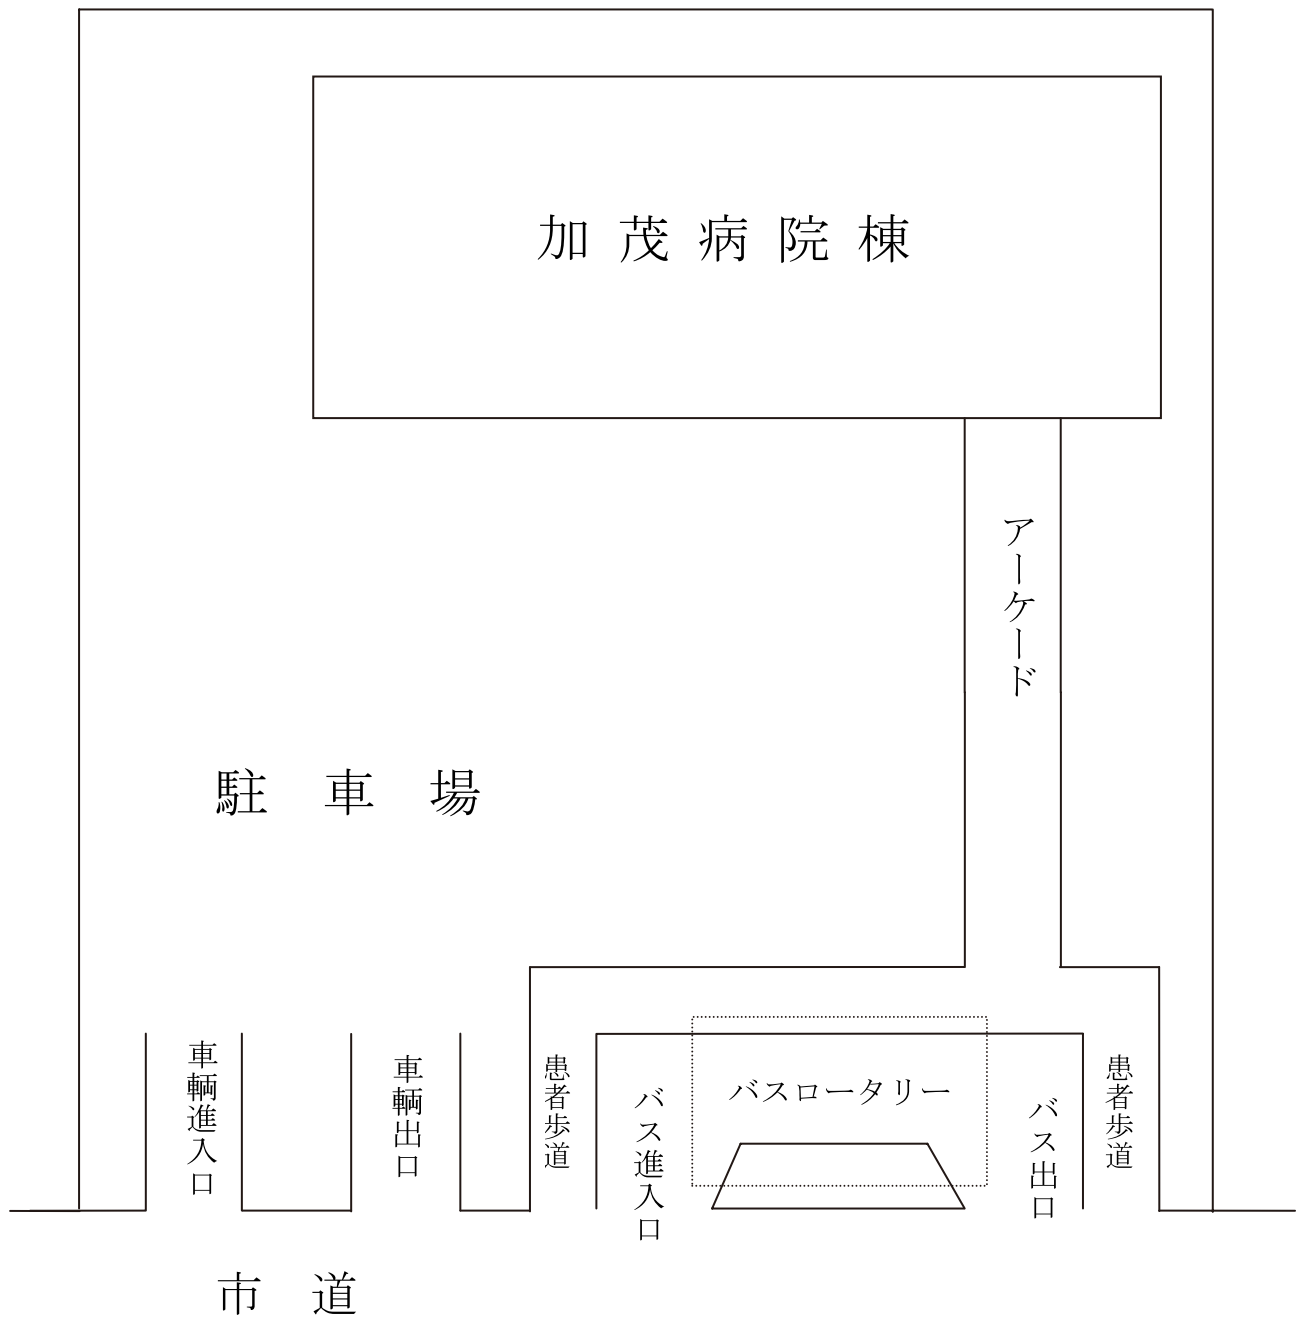 加茂病院棟
アーケード
駐車場
車輌進入口
車輌出口
患者歩道
バス進入口
バスロータリー
バス出口
患者歩道
市道